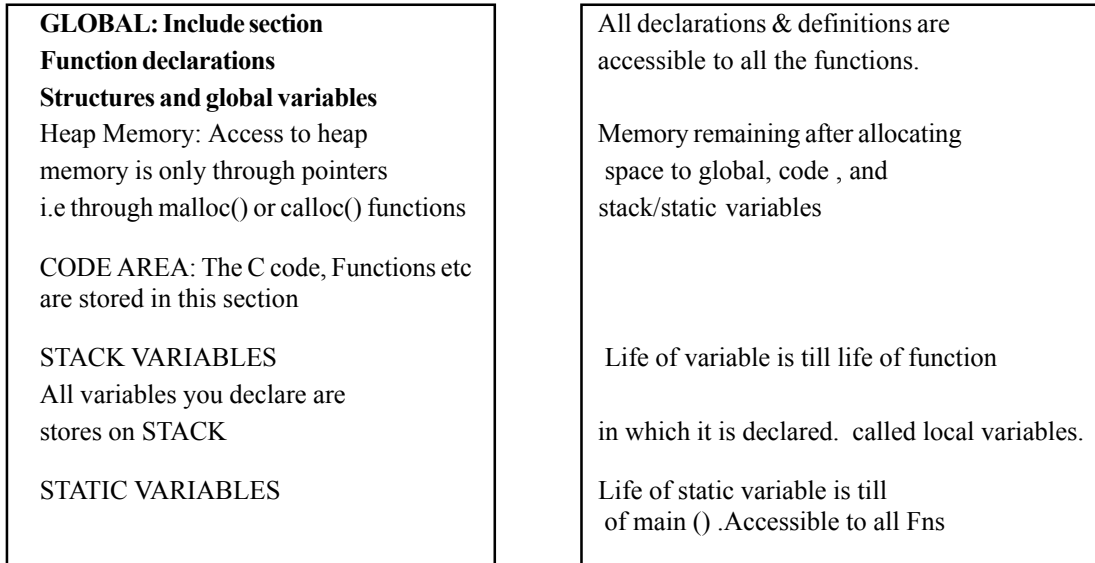 GLOBAL: Include section
Function declarations
Structures and global variables
Heap Memory: Access to heap
memory is only through pointers
i.e through malloc() or calloc() functions
CODE AREA: The C code, Functions etc
are stored in this section
STACK VARIABLES
All variables you declare are
stores on STACK
STATIC VARIABLES
All declarations & definitions are
accessible to all the functions.
Memory remaining after allocating
space to global, code , and
stack/static variables
Life of variable is till life of function
in which it is declared. called local variables.
Life of static variable is till
of main () .Accessible to all Fns